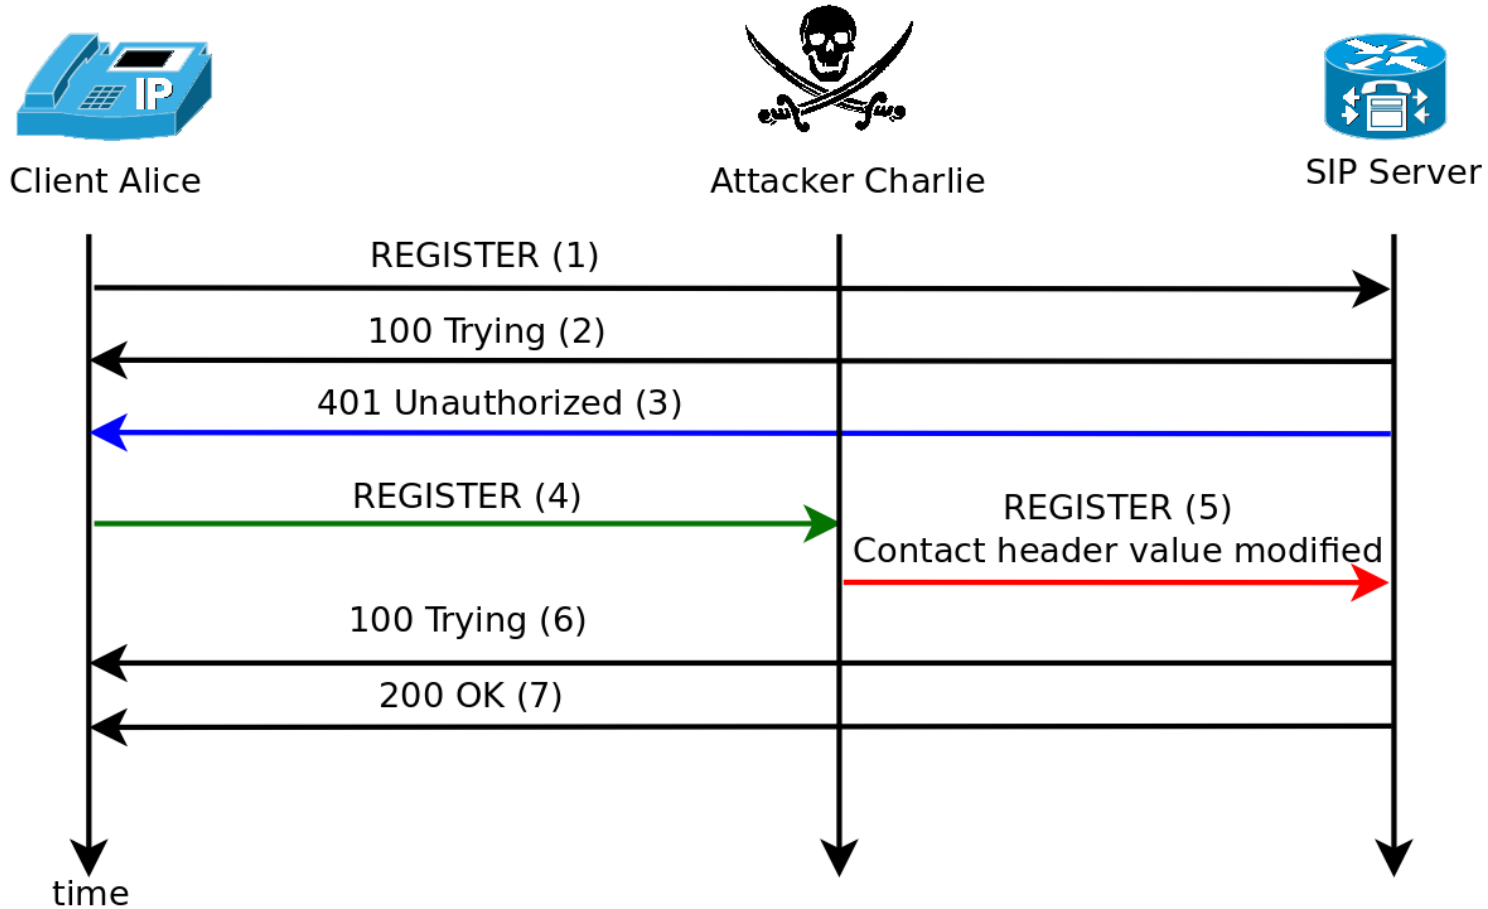 IP
Client Alice
Attacker Charlie
SIP Server
REGISTER (1)
100 Trying (2)
401 Unauthorized (3)
REGISTER (4)
REGISTER (5)
Contact header value modified
100 Trying (6)
200 OK (7)
time